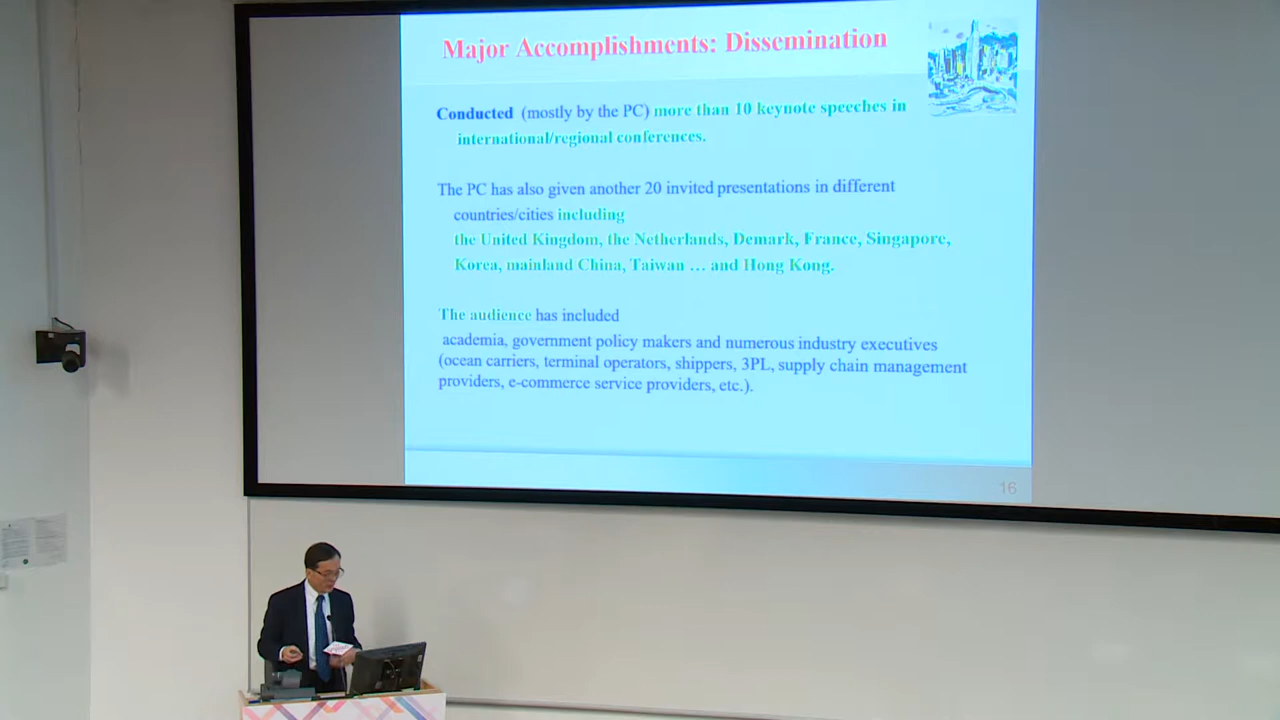 Major Accomplishments: Dissemination
Conducted (mostly by the PC) more than 10 keynote speeches in
international/regional conferences.
The PC has also given another 20 invited presentations in different
countries/cities including
the United Kingdom, the Netherlands, Demark, France, Singapore,
Korea, mainland China, Taiwan … and Hong Kong.
The audience has included
academia, government policy makers and numerous industry executives
(ocean carriers, terminal operators, shippers, 3PL, supply chain management
providers, e-commerce service providers, etc.).
16